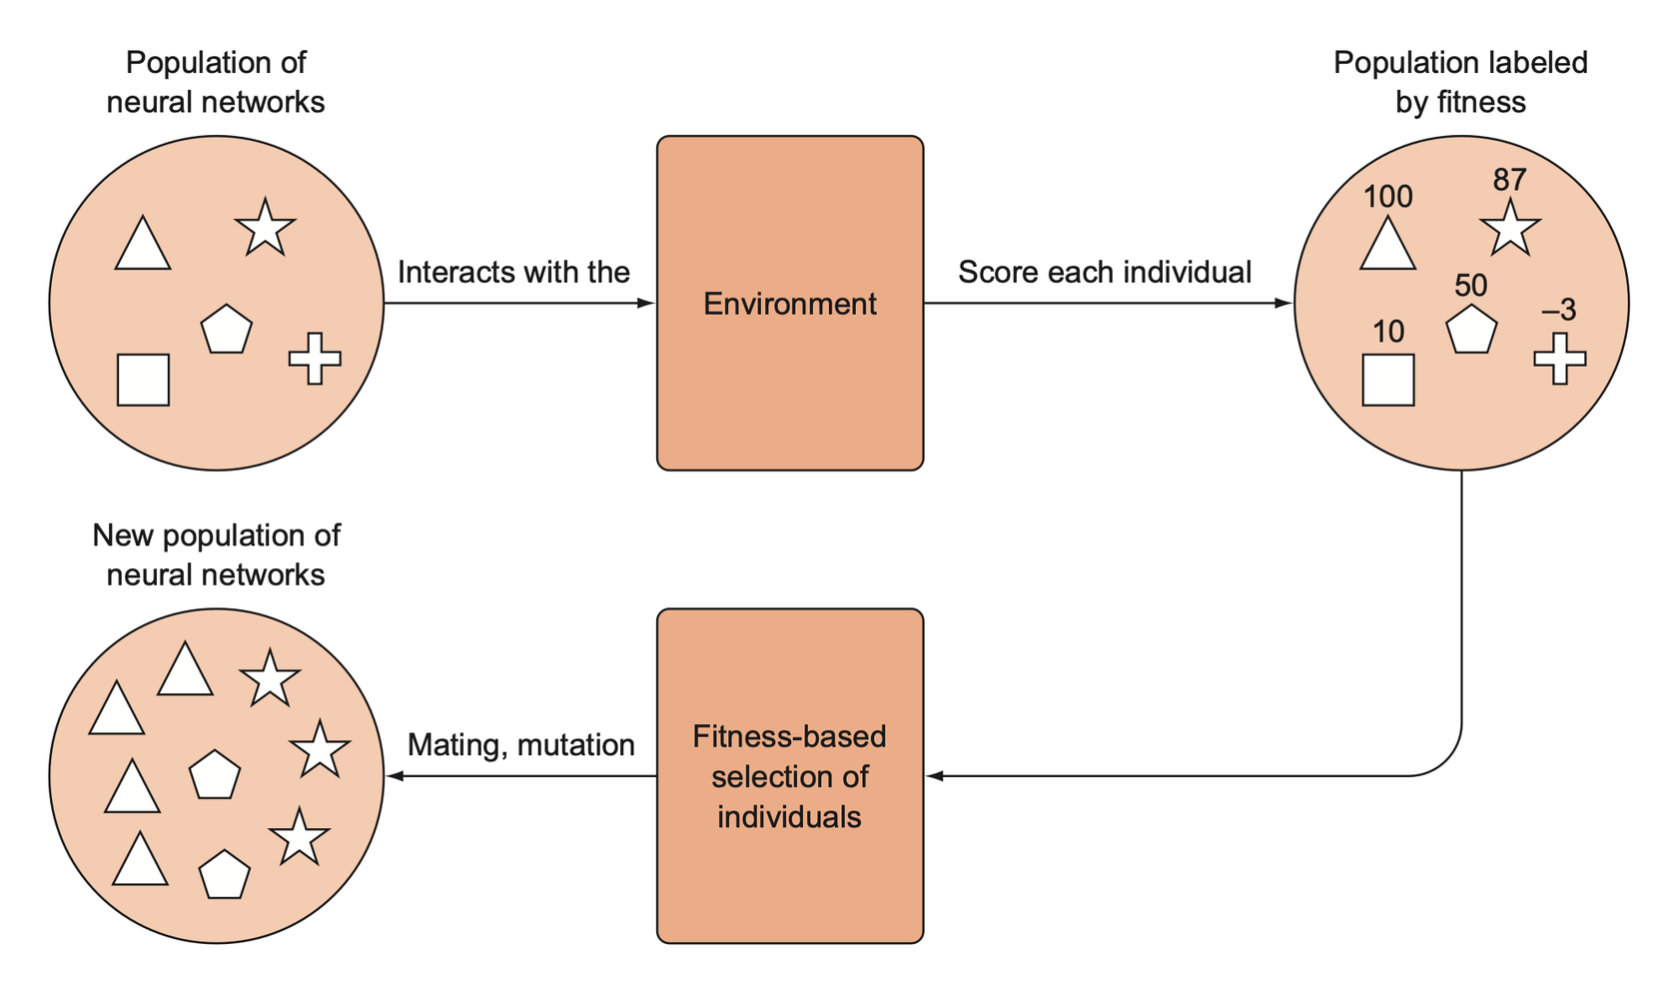 Population of
neural networks
Interacts with the
Environment
Score each individual
Population labeled
by fitness
100
87
50
–3
10
New population of
neural networks
Mating, mutation
Fitness-based
selection of
individuals